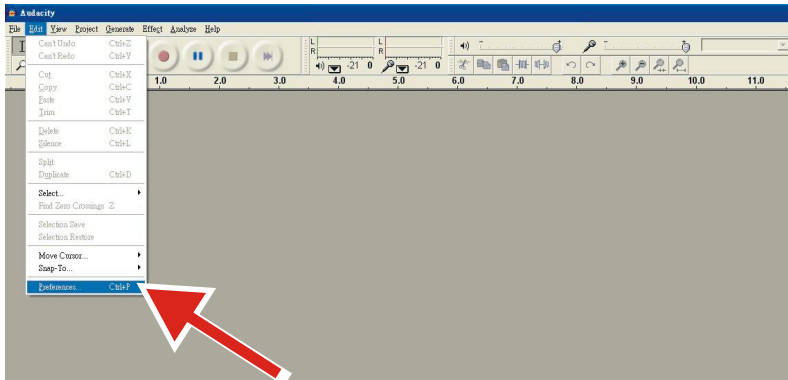 Audacity
File Edit View Project Generate Effect Analyze Help
Can't Undo Ctrl+Z
Can't Redo Ctrl+Y
Cut Ctrl+X
Copy Ctrl+C
Paste Ctrl+V
Trim Ctrl+T
Delete Ctrl+K
Silence Ctrl+L
Split
Duplicate Ctrl+D
Select...
Find Zero Crossings Z
Selection Save
Selection Restore
Move Cursor...
Snap-To...
Preferences... Ctrl+P
L
R
L
R
-21 0
-21 0
1.0 2.0 3.0 4.0 5.0 6.0 7.0 8.0 9.0 10.0 11.0